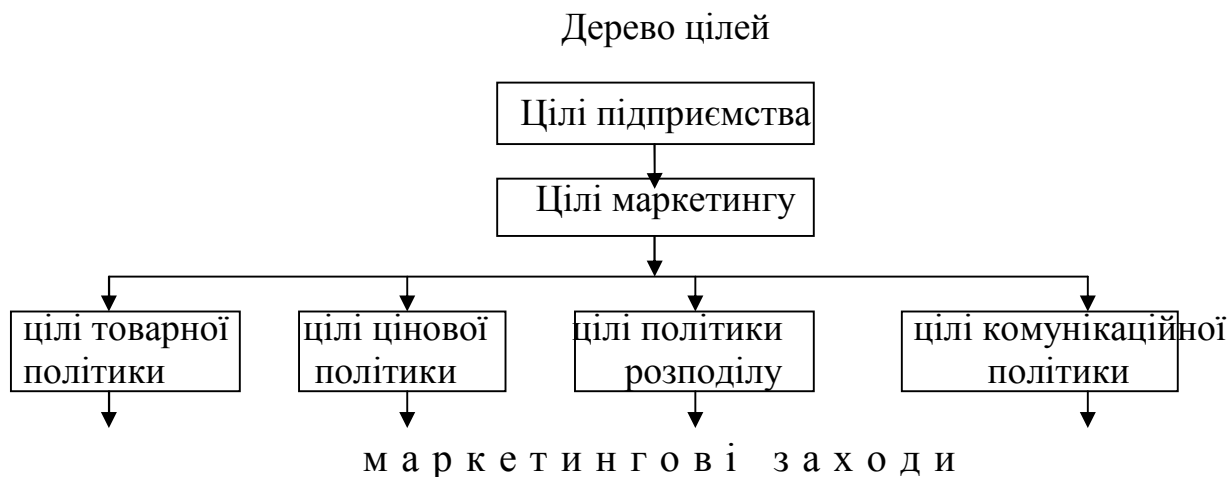 Дерево цілей
Цілі підприємства
Цілі маркетингу
цілі товарної
політики
цілі цінової
політики
цілі політики
розподілу
цілі комунікаційної
політики
маркетингові заходи